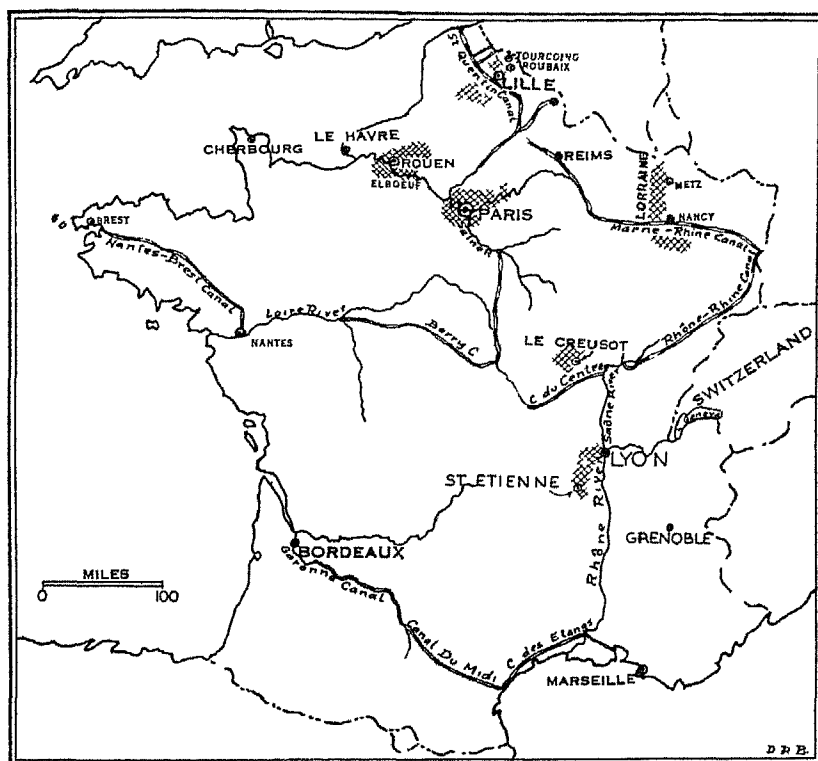 TOURCOING
ROUBAIX
LILLE
St Quentin Canal
CHERBOURG
LE HAVRE
ROUEN
ELBOEUF
REIMS
LORRAINE
METZ
PARIS
NANCY
Marne-Rhine Canal
BREST
Nantes-Brest Canal
Loire River
NANTES
Berry C
LE CREUSOT
C du Centre
Rhône-Rhine Canal
Saône River
SWITZERLAND
Geneva
LYON
ST ETIENNE
Rhône River
GRENOBLE
BORDEAUX
Garonne Canal
MILES
0 100
Canal Du Midi
C des Etangs
MARSEILLE
D.P.B.